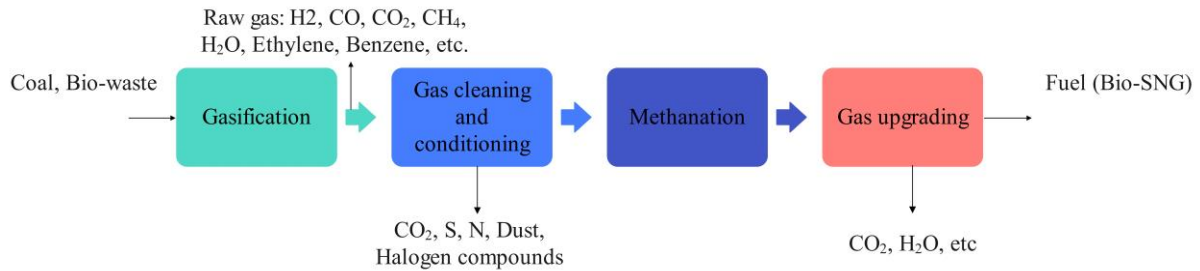 Raw gas: H2, CO, CO₂, CH₄,
H₂O, Ethylene, Benzene, etc.
Coal, Bio-waste
Gasification
Gas cleaning
and
conditioning
Methanation
Gas upgrading
Fuel (Bio-SNG)
CO₂, S, N, Dust,
Halogen compounds
CO₂, H₂O, etc